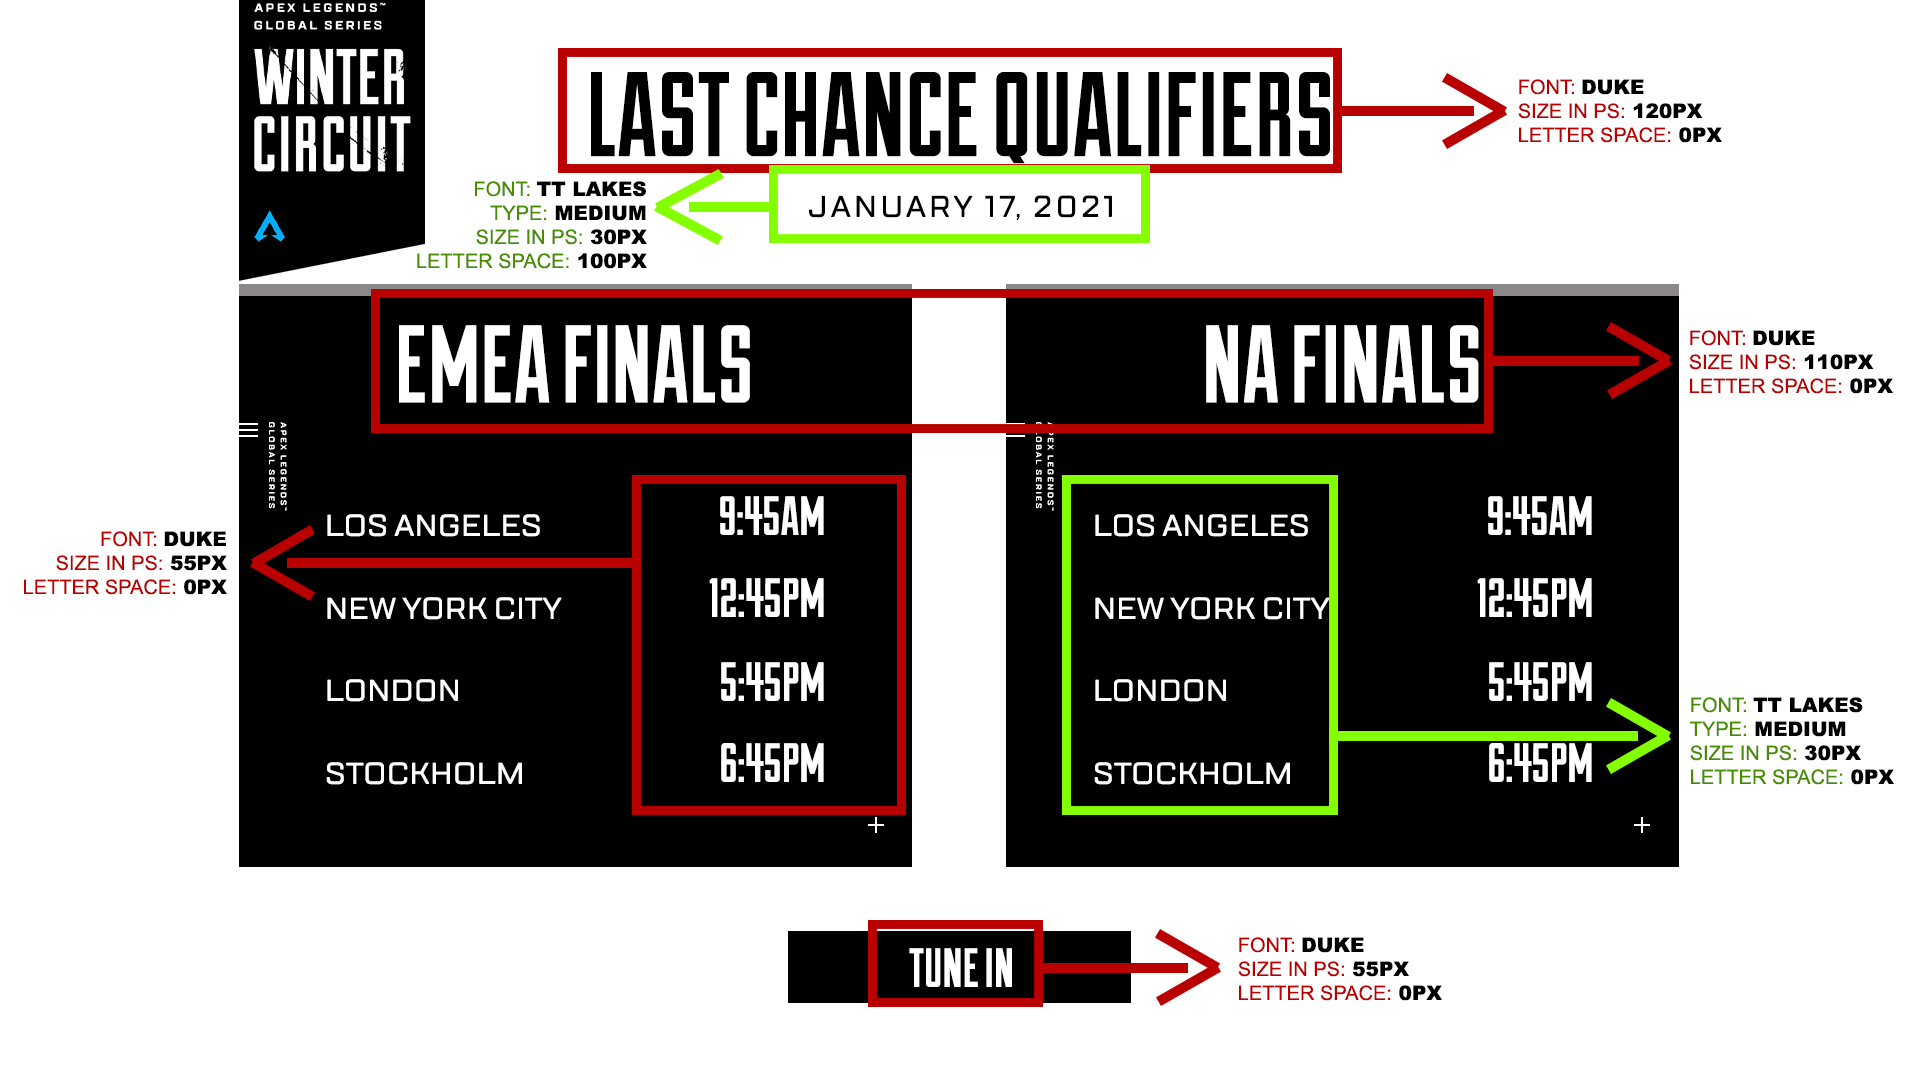 APEX LEGENDS™
GLOBAL SERIES
WINTER
CIRCUIT
LAST CHANCE QUALIFIERS
FONT: DUKE
SIZE IN PS: 120PX
LETTER SPACE: 0PX
JANUARY 17, 2021
FONT: TT LAKES
TYPE: MEDIUM
SIZE IN PS: 30PX
LETTER SPACE: 100PX
EMEA FINALS
NA FINALS
FONT: DUKE
SIZE IN PS: 110PX
LETTER SPACE: 0PX
APEX LEGENDS™
GLOBAL SERIES
LOS ANGELES 9:45AM
NEW YORK CITY 12:45PM
LONDON 5:45PM
STOCKHOLM 6:45PM
FONT: DUKE
SIZE IN PS: 55PX
LETTER SPACE: 0PX
APEX LEGENDS™
GLOBAL SERIES
LOS ANGELES 9:45AM
NEW YORK CITY 12:45PM
LONDON 5:45PM
STOCKHOLM 6:45PM
FONT: TT LAKES
TYPE: MEDIUM
SIZE IN PS: 30PX
LETTER SPACE: 0PX
TUNE IN
FONT: DUKE
SIZE IN PS: 55PX
LETTER SPACE: 0PX